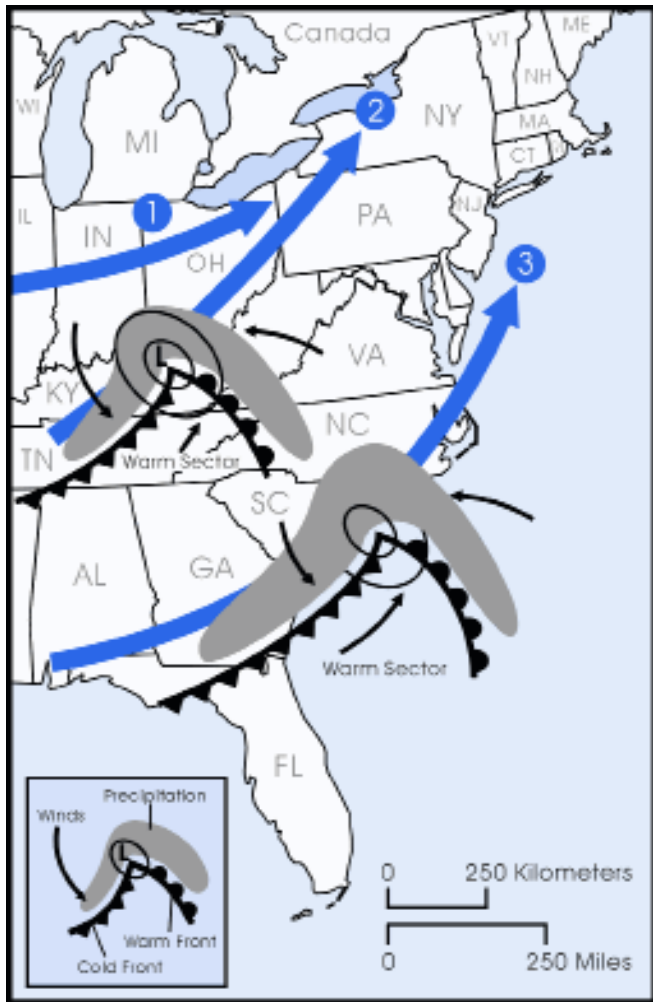 Canada
ME
VT
NH
WI
2
NY
MA
MI
CT
1
IL
IN
PA
NJ
OH
3
L
VA
KY
NC
TN
Warm Sector
SC
AL
GA
Warm Sector
FL
Precipitation
Winds
L
Warm Front
Cold Front
0 250 Kilometers
0 250 Miles